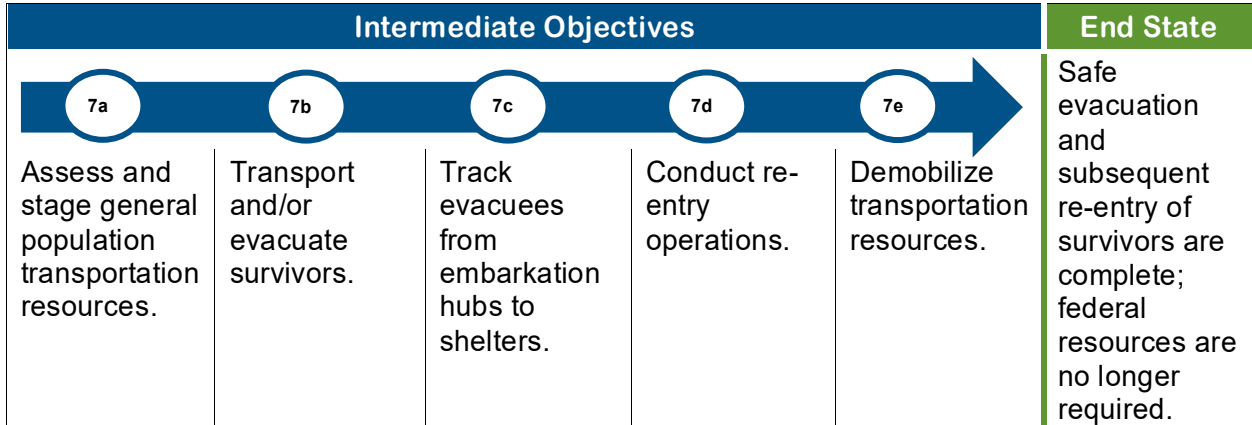 Intermediate Objectives
End State
7a
7b
7c
7d
7e
Assess and
stage general
population
transportation
resources.
Transport
and/or
evacuate
survivors.
Track
evacuees
from
embarkation
hubs to
shelters.
Conduct re-
entry
operations.
Demobilize
transportation
resources.
Safe
evacuation
and
subsequent
re-entry of
survivors are
complete;
federal
resources are
no longer
required.